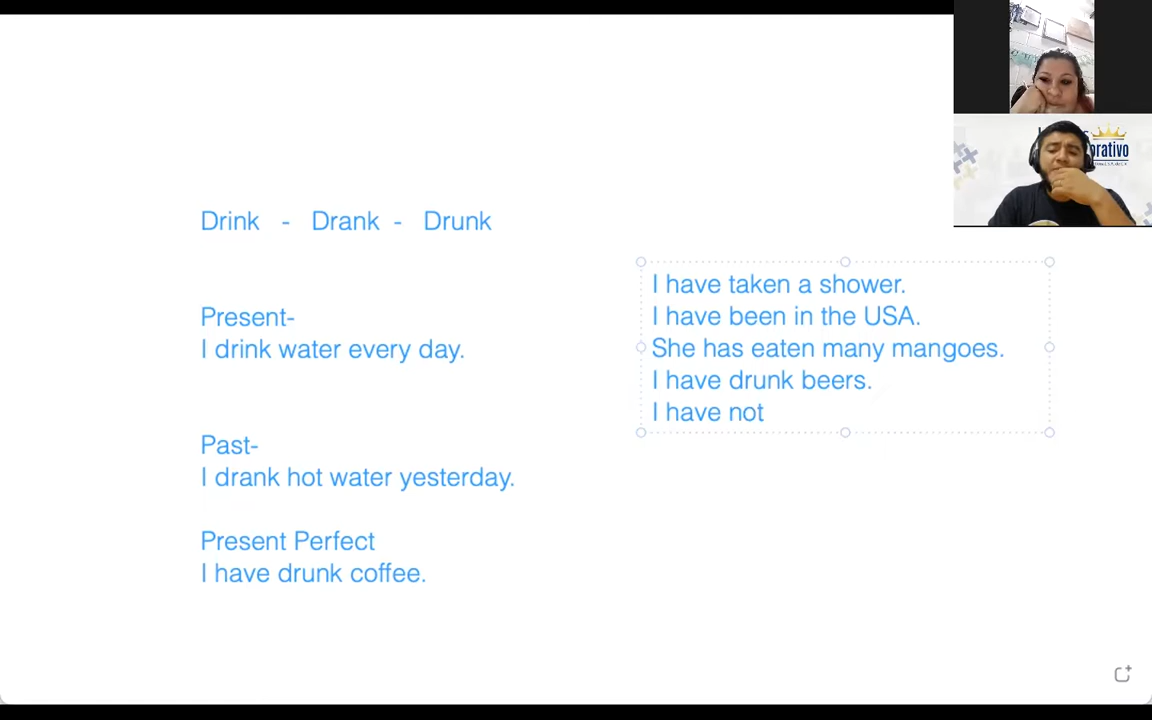 Drink - Drank - Drunk
Present-
I drink water every day.
Past-
I drank hot water yesterday.
Present Perfect
I have drunk coffee.
I have taken a shower.
I have been in the USA.
She has eaten many mangoes.
I have drunk beers.
I have not